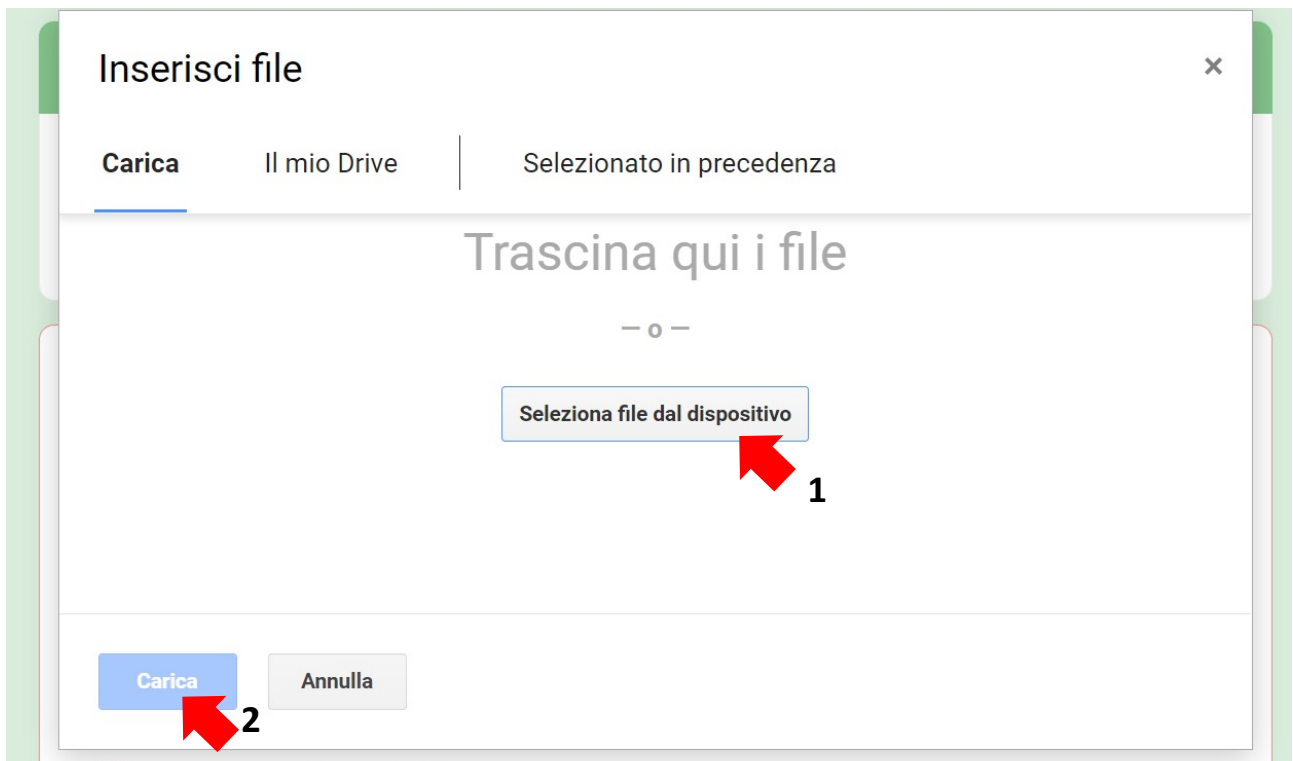 Inserisci file ×
Carica Il mio Drive Selezionato in precedenza
Trascina qui i file
— o —
Seleziona file dal dispositivo
1
Carica Annulla
2